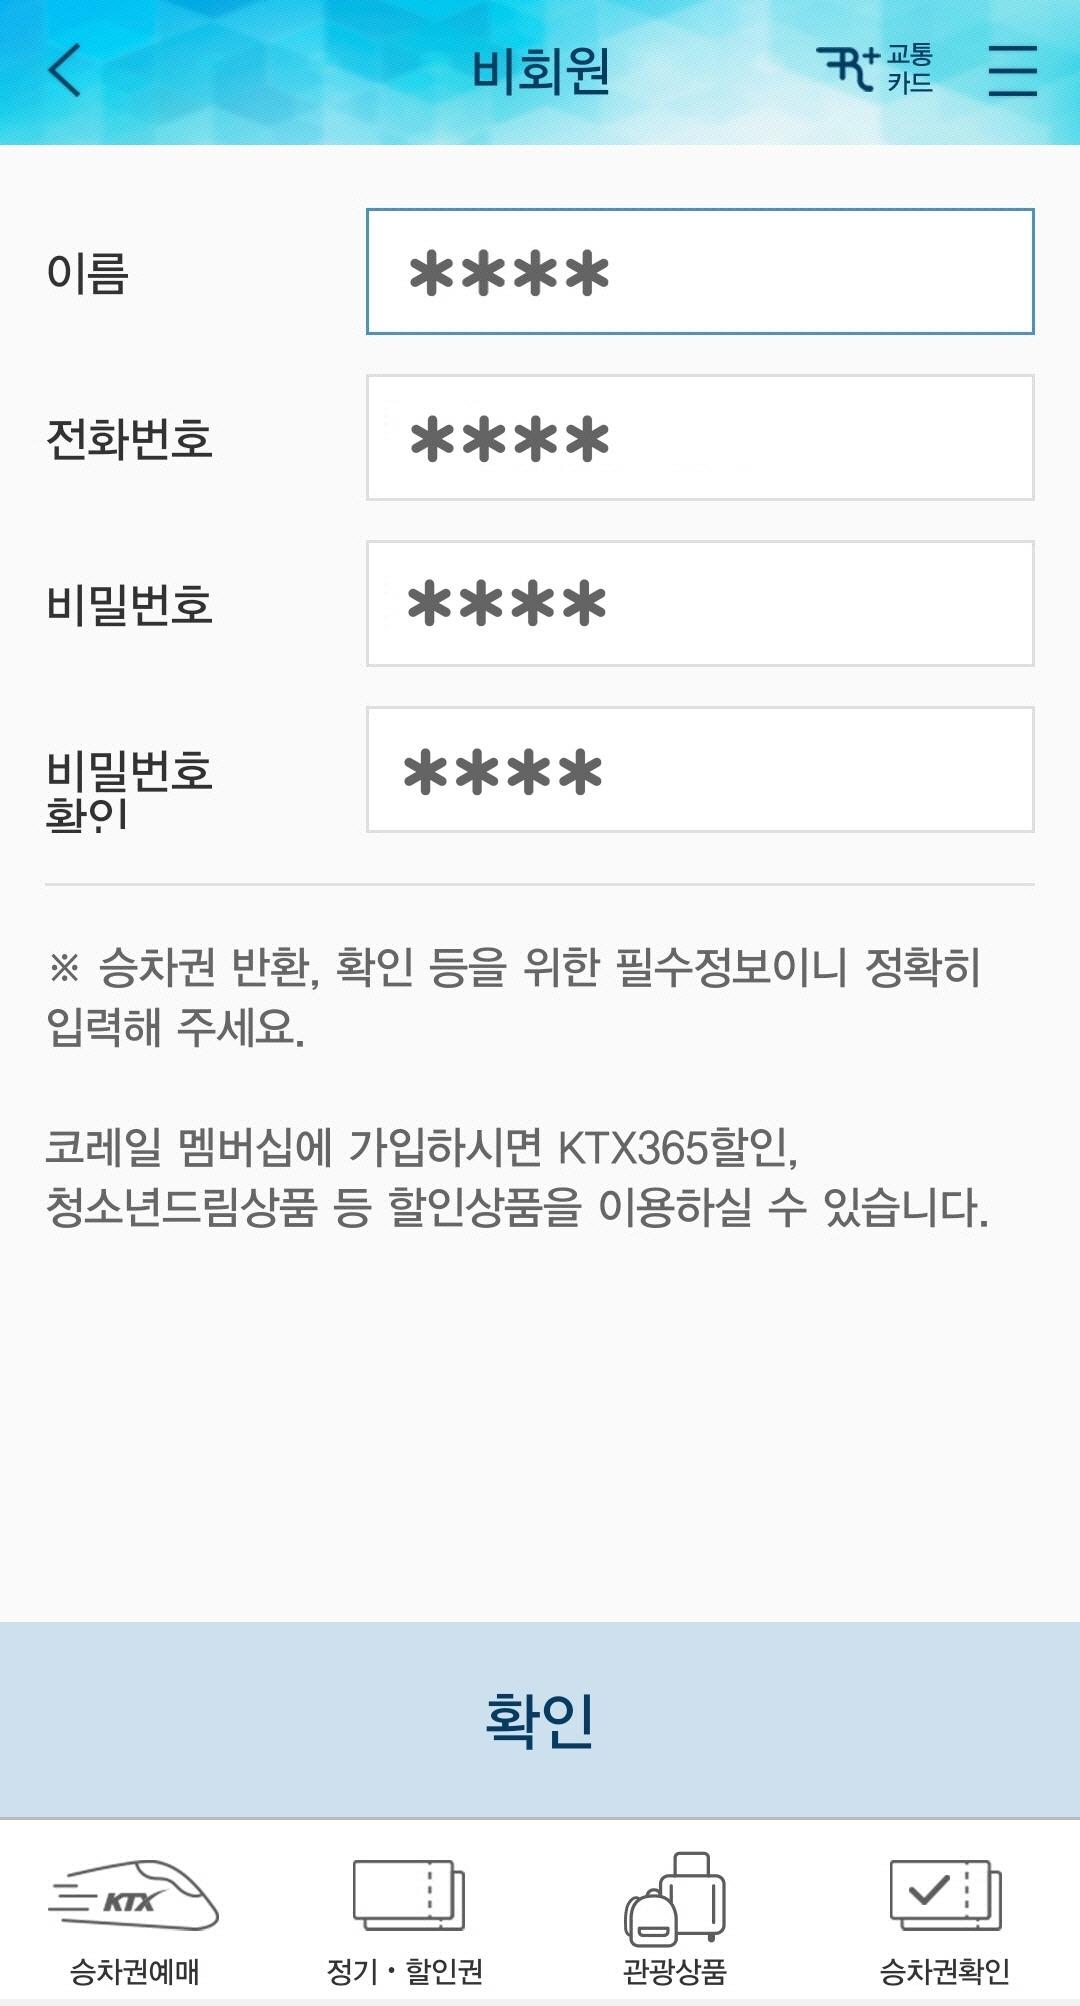 비회원
R+ 교통
카드
이름
****
전화번호
****
비밀번호
****
비밀번호
확인
****
※ 승차권 반환, 확인 등을 위한 필수정보이니 정확히
입력해 주세요.
코레일 멤버십에 가입하시면 KTX365할인,
청소년드림상품 등 할인상품을 이용하실 수 있습니다.
확인
KTX
승차권예매
정기·할인권
관광상품
승차권확인